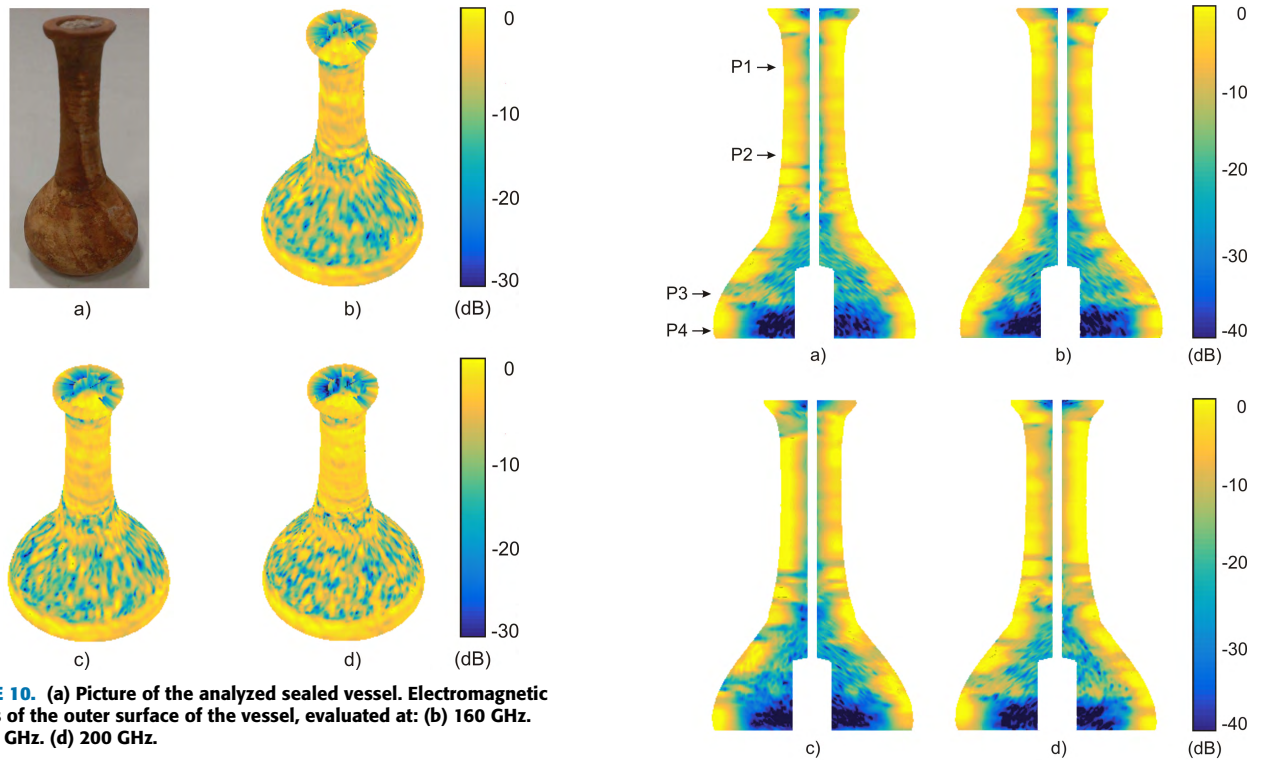 0
-10
-20
-30
a)
b)
(dB)
0
-10
-20
-30
c)
d)
(dB)
10. (a) Picture of the analyzed sealed vessel. Electromagnetic
of the outer surface of the vessel, evaluated at: (b) 160 GHz.
GHz. (d) 200 GHz.
P1
P2
P3
P4
0
-10
-20
-30
-40
a)
b)
(dB)
0
-10
-20
-30
-40
c)
d)
(dB)